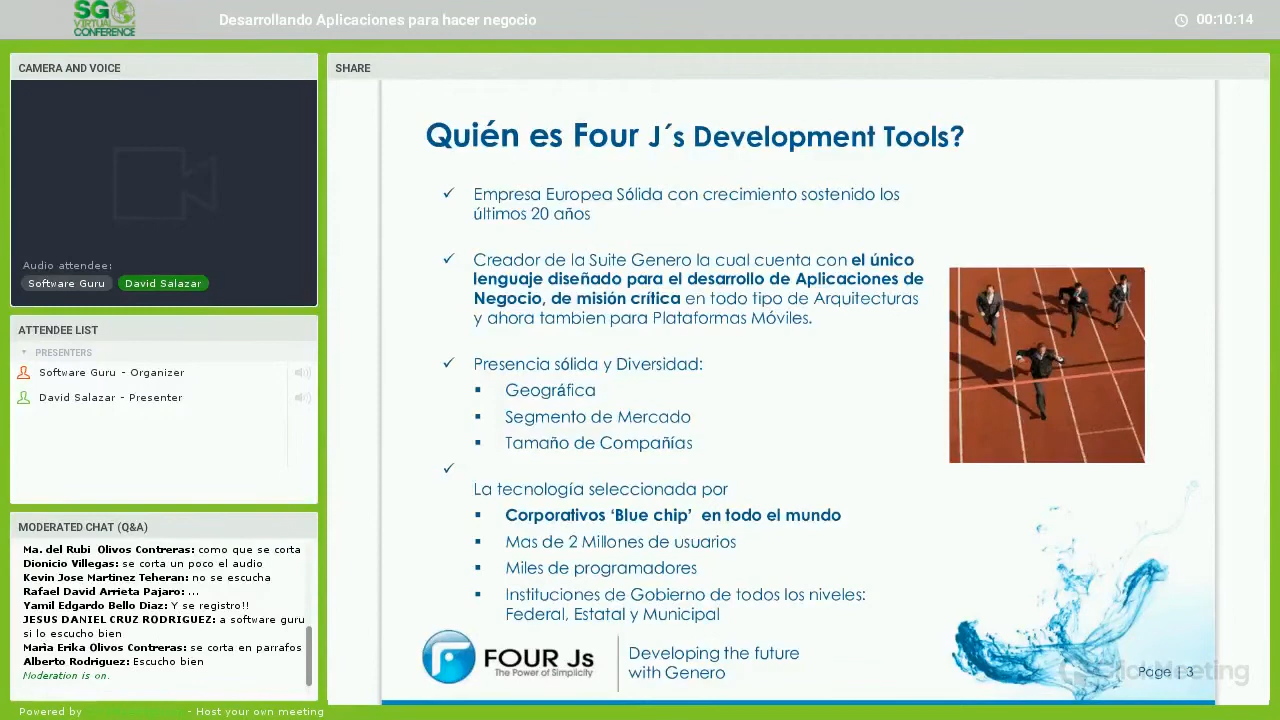 SG
VIRTUAL
CONFERENCE
Desarrollando Aplicaciones para hacer negocio
00:10:14
CAMERA AND VOICE
Audio attendee:
Software Guru
David Salazar
ATTENDEE LIST
PRESENTERS
Software Guru - Organizer
David Salazar - Presenter
MODERATED CHAT (Q&A)
Ma. del Rubi Olivos Contreras: como que se corta
Dionicio Villegas: se corta un poco el audio
Kevin Jose Martinez Teheran: no se escucha
Rafael David Arrieta Pajaro: ...
Yamil Edgardo Bello Diaz: Y se registro!!
JESUS DANIEL CRUZ RODRIGUEZ: a software guru
si lo escucho bien
Maria Erika Olivos Contreras: se corta en parrafos
Alberto Rodriguez: Escucho bien
Moderation is on.
Powered by
- Host your own meeting
SHARE
Quién es Four J´s Development Tools?
Empresa Europea Sólida con crecimiento sostenido los
últimos 20 años
Creador de la Suite Genero la cual cuenta con el único
lenguaje diseñado para el desarrollo de Aplicaciones de
Negocio, de misión crítica en todo tipo de Arquitecturas
y ahora tambien para Plataformas Móviles.
Presencia sólida y Diversidad:
Geográfica
Segmento de Mercado
Tamaño de Compañías
La tecnología seleccionada por
Corporativos ‘Blue chip’ en todo el mundo
Mas de 2 Millones de usuarios
Miles de programadores
Instituciones de Gobierno de todos los niveles:
Federal, Estatal y Municipal
FOUR Js
The Power of Simplicity
Developing the future
with Genero
Page | 3
ClickMeeting